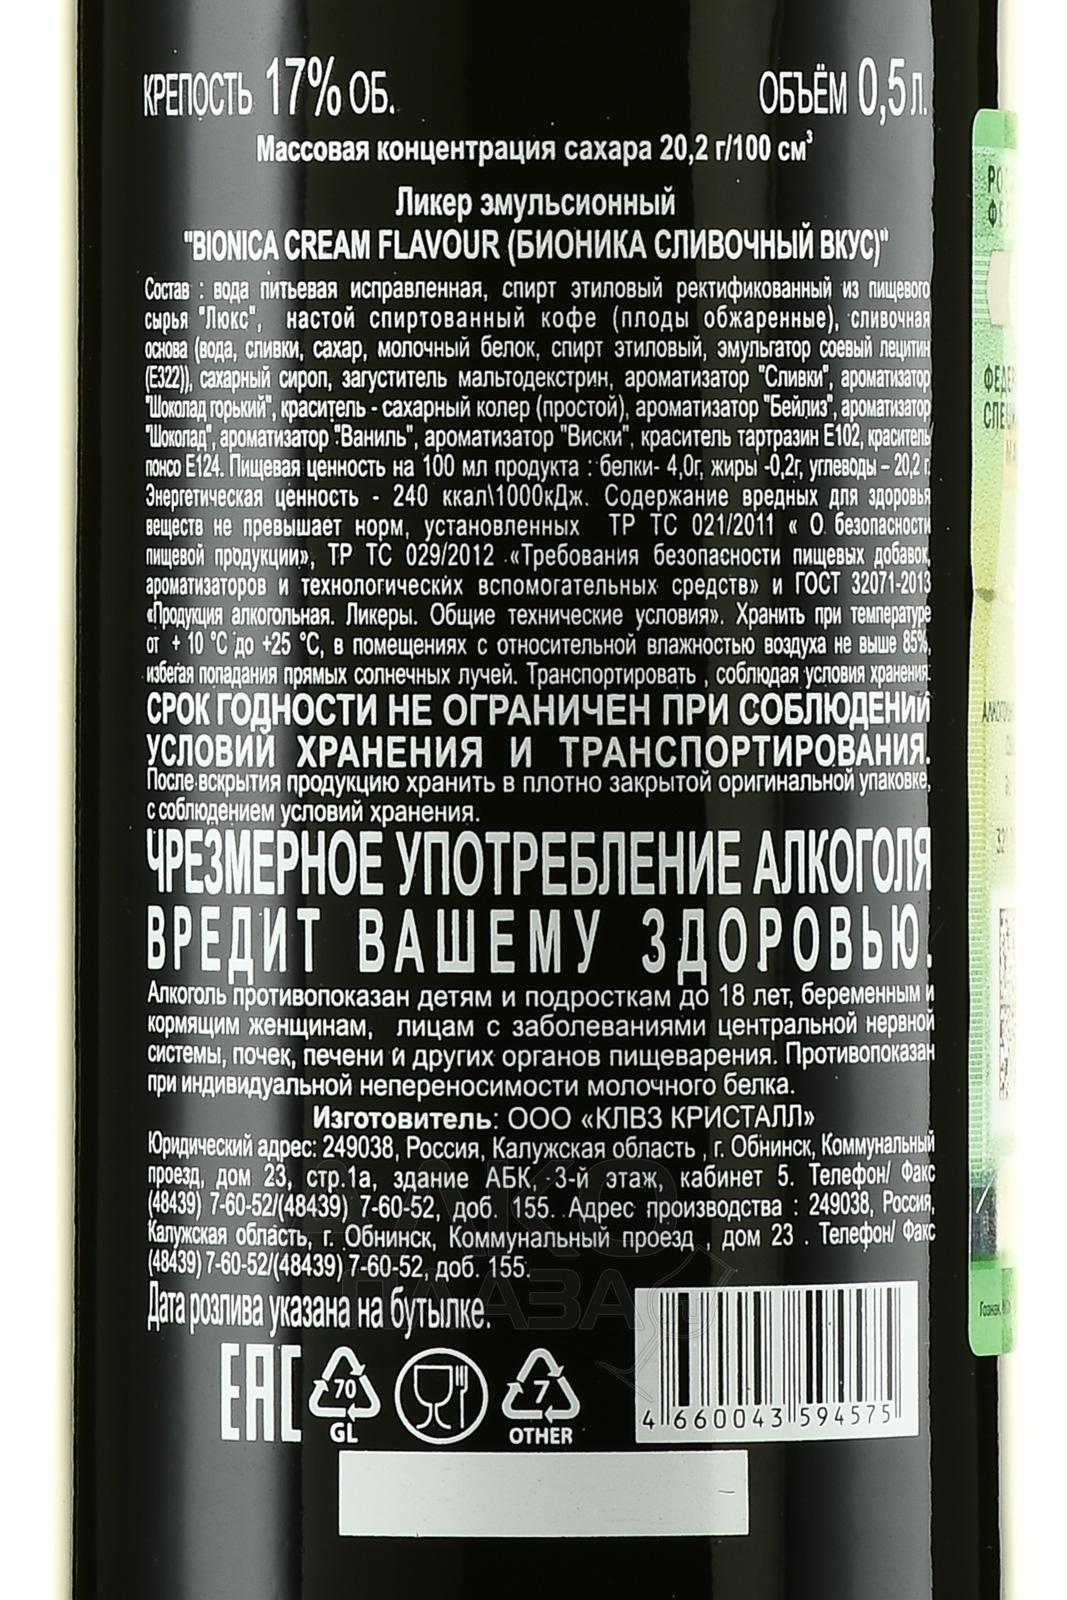 КРЕПОСТЬ 17% ОБ. ОБЪЁМ 0,5 л.
Массовая концентрация сахара 20,2 г/100 см³
Ликер эмульсионный
"BIONICA CREAM FLAVOUR (БИОНИКА СЛИВОЧНЫЙ ВКУС)"
Состав : вода питьевая исправленная, спирт этиловый ректификованный из пищевого
сырья "Люкс", настой спиртованный кофе (плоды обжаренные), сливочная
основа (вода, сливки, сахар, молочный белок, спирт этиловый, эмульгатор соевый лецитин
(E322)), сахарный сироп, загуститель мальтодекстрин, ароматизатор "Сливки", ароматизатор
"Шоколад горький", краситель - сахарный колер (простой), ароматизатор "Бейлиз", ароматизатор
"Шоколад", ароматизатор "Ваниль", ароматизатор "Виски", краситель тартразин Е102, краситель
понсо Е124. Пищевая ценность на 100 мл продукта : белки- 4,0г, жиры -0,2г, углеводы – 20,2 г.
Энергетическая ценность - 240 ккал\1000кДж. Содержание вредных для здоровья
веществ не превышает норм, установленных ТР ТС 021/2011 « О безопасности
пищевой продукции», ТР ТС 029/2012 «Требования безопасности пищевых добавок,
ароматизаторов и технологических вспомогательных средств» и ГОСТ 32071-2013
«Продукция алкогольная. Ликеры. Общие технические условия». Хранить при температуре
от + 10 °С до +25 °С, в помещениях с относительной влажностью воздуха не выше 85%,
избегая попадания прямых солнечных лучей. Транспортировать , соблюдая условия хранения.
СРОК ГОДНОСТИ НЕ ОГРАНИЧЕН ПРИ СОБЛЮДЕНИИ
УСЛОВИЙ ХРАНЕНИЯ И ТРАНСПОРТИРОВАНИЯ.
После вскрытия продукцию хранить в плотно закрытой оригинальной упаковке,
с соблюдением условий хранения.
ЧРЕЗМЕРНОЕ УПОТРЕБЛЕНИЕ АЛКОГОЛЯ
ВРЕДИТ ВАШЕМУ ЗДОРОВЬЮ.
Алкоголь противопоказан детям и подросткам до 18 лет, беременным и
кормящим женщинам, лицам с заболеваниями центральной нервной
системы, почек, печени и других органов пищеварения. Противопоказан
при индивидуальной непереносимости молочного белка.
Изготовитель: ООО «КЛВЗ КРИСТАЛЛ»
Юридический адрес: 249038, Россия, Калужская область , г. Обнинск, Коммунальный
проезд, дом 23, стр.1а, здание АБК, 3-й этаж, кабинет 5. Телефон/ Факс
(48439) 7-60-52/(48439) 7-60-52, доб. 155. Адрес производства : 249038, Россия,
Калужская область, г. Обнинск, Коммунальный проезд , дом 23 . Телефон/ Факс
(48439) 7-60-52/(48439) 7-60-52, доб. 155.
Дата розлива указана на бутылке.
EAC 70 GL 7 OTHER
4 660043 594575